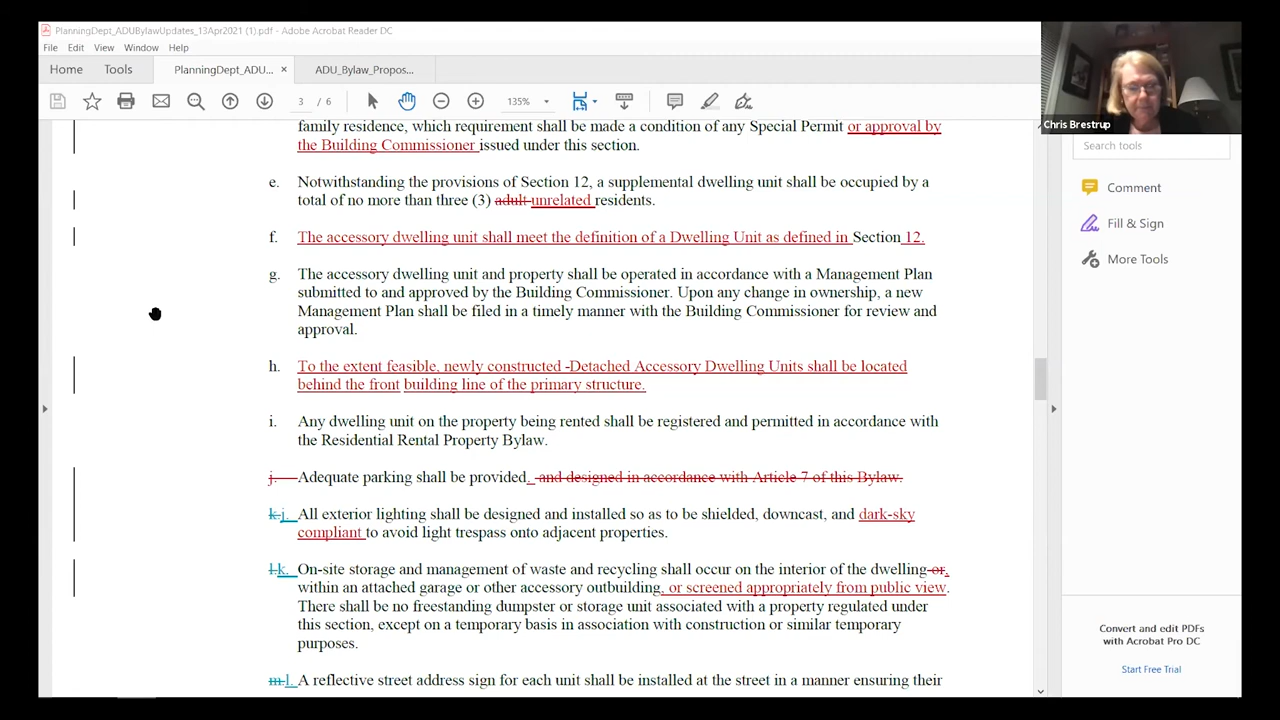 PlanningDept_ADUBylawUpdates_13Apr2021 (1).pdf - Adobe Acrobat Reader DC
File Edit View Window Help
Home Tools PlanningDept_ADU... × ADU_Bylaw_Propos...
3 / 6 135%
Chris Brestrup
Search tools
Comment
Fill & Sign
More Tools
Convert and edit PDFs
with Acrobat Pro DC
Start Free Trial
family residence, which requirement shall be made a condition of any Special Permit or approval by
the Building Commissioner issued under this section.
e. Notwithstanding the provisions of Section 12, a supplemental dwelling unit shall be occupied by a
total of no more than three (3) adult unrelated residents.
f. The accessory dwelling unit shall meet the definition of a Dwelling Unit as defined in Section 12.
g. The accessory dwelling unit and property shall be operated in accordance with a Management Plan
submitted to and approved by the Building Commissioner. Upon any change in ownership, a new
Management Plan shall be filed in a timely manner with the Building Commissioner for review and
approval.
h. To the extent feasible, newly constructed -Detached Accessory Dwelling Units shall be located
behind the front building line of the primary structure.
i. Any dwelling unit on the property being rented shall be registered and permitted in accordance with
the Residential Rental Property Bylaw.
j. Adequate parking shall be provided. and designed in accordance with Article 7 of this Bylaw.
k.j. All exterior lighting shall be designed and installed so as to be shielded, downcast, and dark-sky
compliant to avoid light trespass onto adjacent properties.
l.k. On-site storage and management of waste and recycling shall occur on the interior of the dwelling or,
within an attached garage or other accessory outbuilding, or screened appropriately from public view.
There shall be no freestanding dumpster or storage unit associated with a property regulated under
this section, except on a temporary basis in association with construction or similar temporary
purposes.
m.l. A reflective street address sign for each unit shall be installed at the street in a manner ensuring their